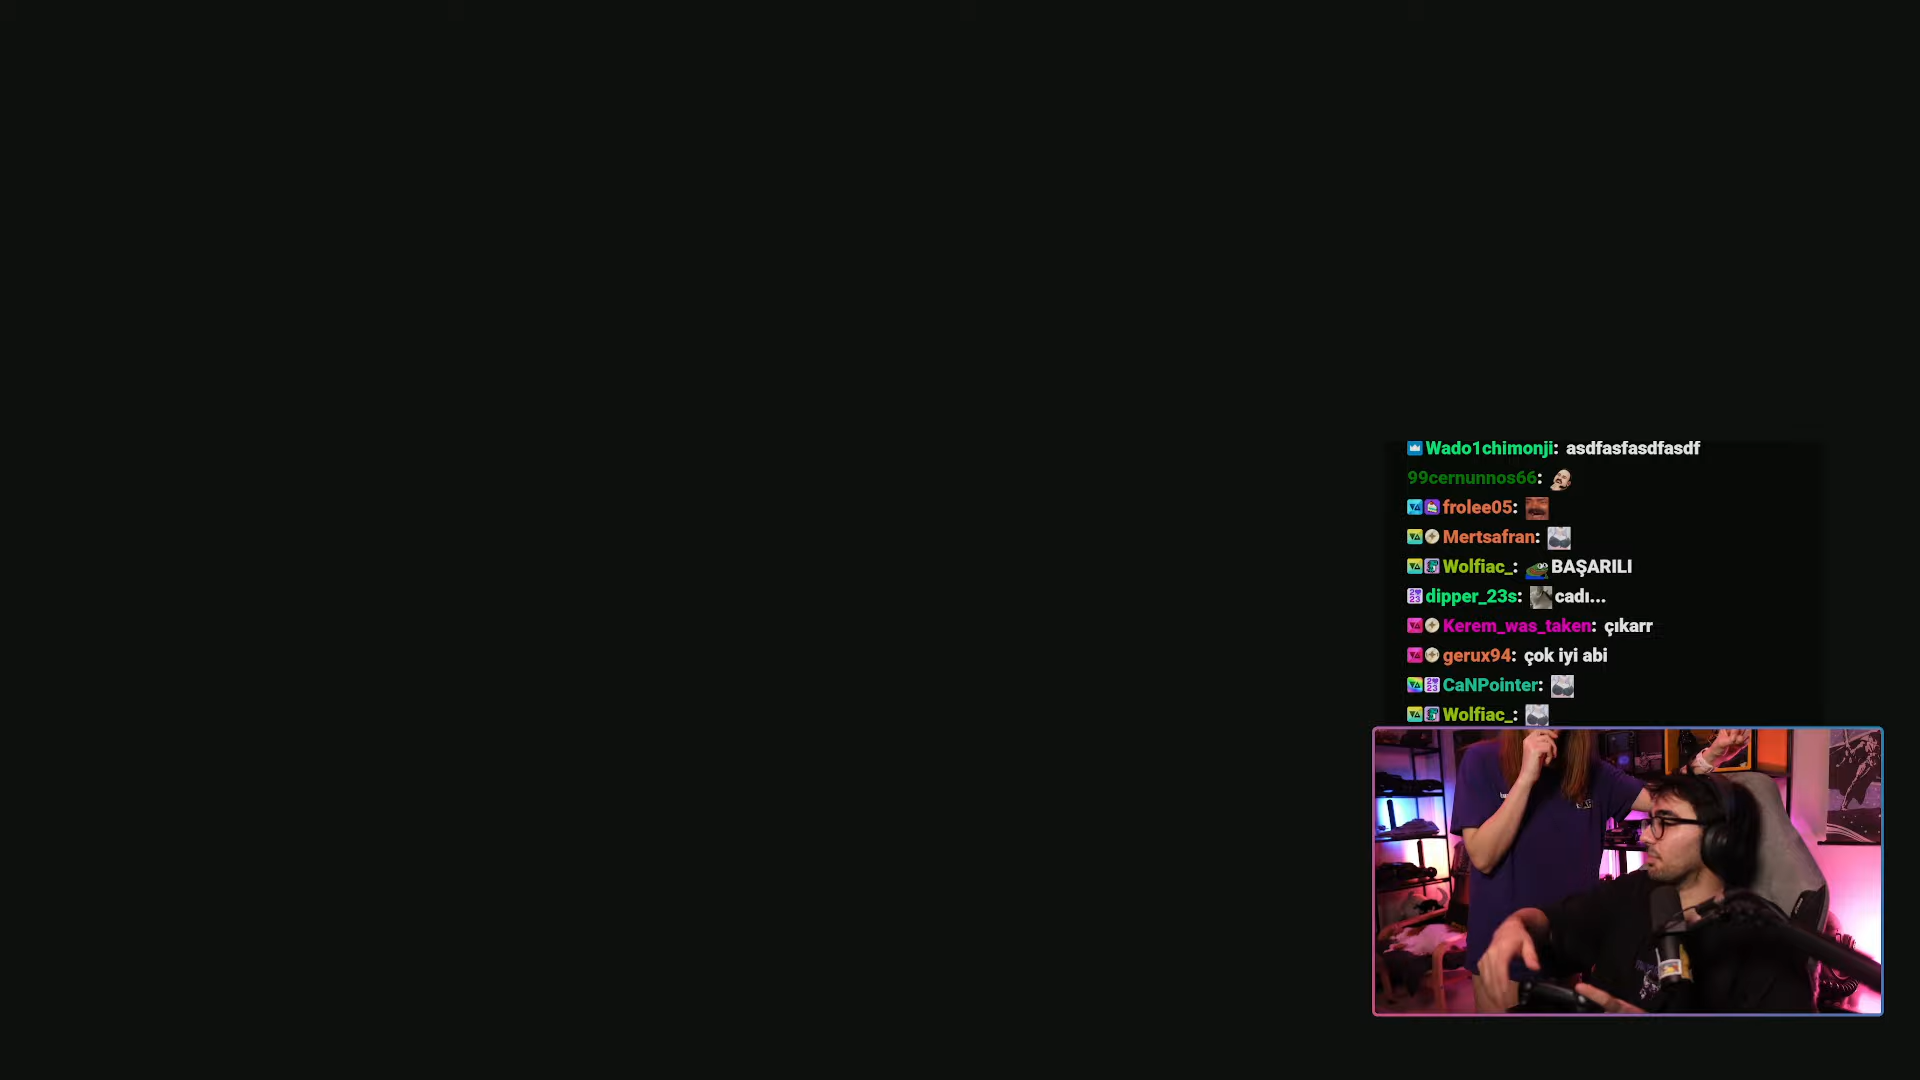 Wado1chimonji: asdfasfasdfasdf
99cernunnos66:
frolee05:
Mertsafran:
Wolfiac_: BAŞARILI
dipper_23s: cadı...
Kerem_was_taken: çıkarr
gerux94: çok iyi abi
CaNPointer:
Wolfiac_: